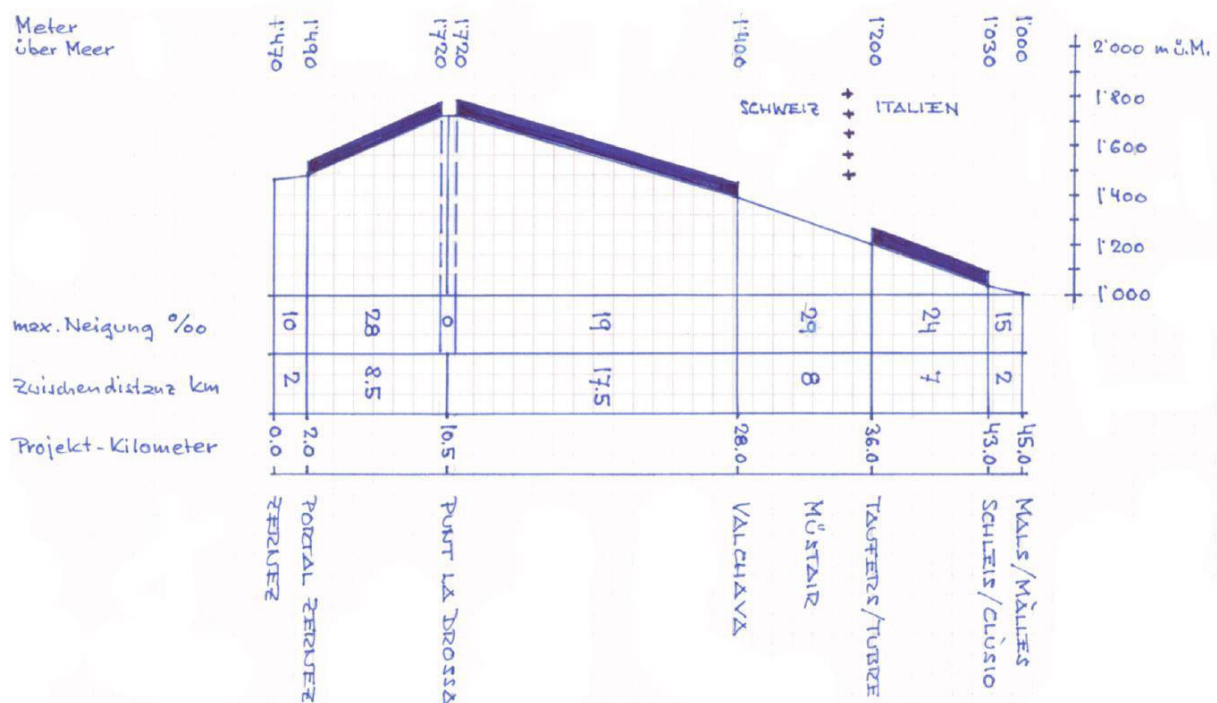 Meter
über Meer
1'470
1'490
1'720
1'720
1'400
1'200
1'030
1'000
2'000 m ü.M.
1'800
1'600
1'400
1'200
1'000
SCHWEIZ
ITALIEN
max. Neigung ‰
10
28
0
19
29
24
15
Zwischendistanz km
2
8.5
17.5
8
7
2
Projekt-Kilometer
0.0
2.0
10.5
28.0
36.0
43.0
45.0
ZERNEZ
PORTAL ZERNEZ
PUNT LA DROSSA
VALCHAVA
MÜSTAIR
TAUFERS/TUBRE
SCHLEIS/CLÚSIO
MALS/MÀLLES